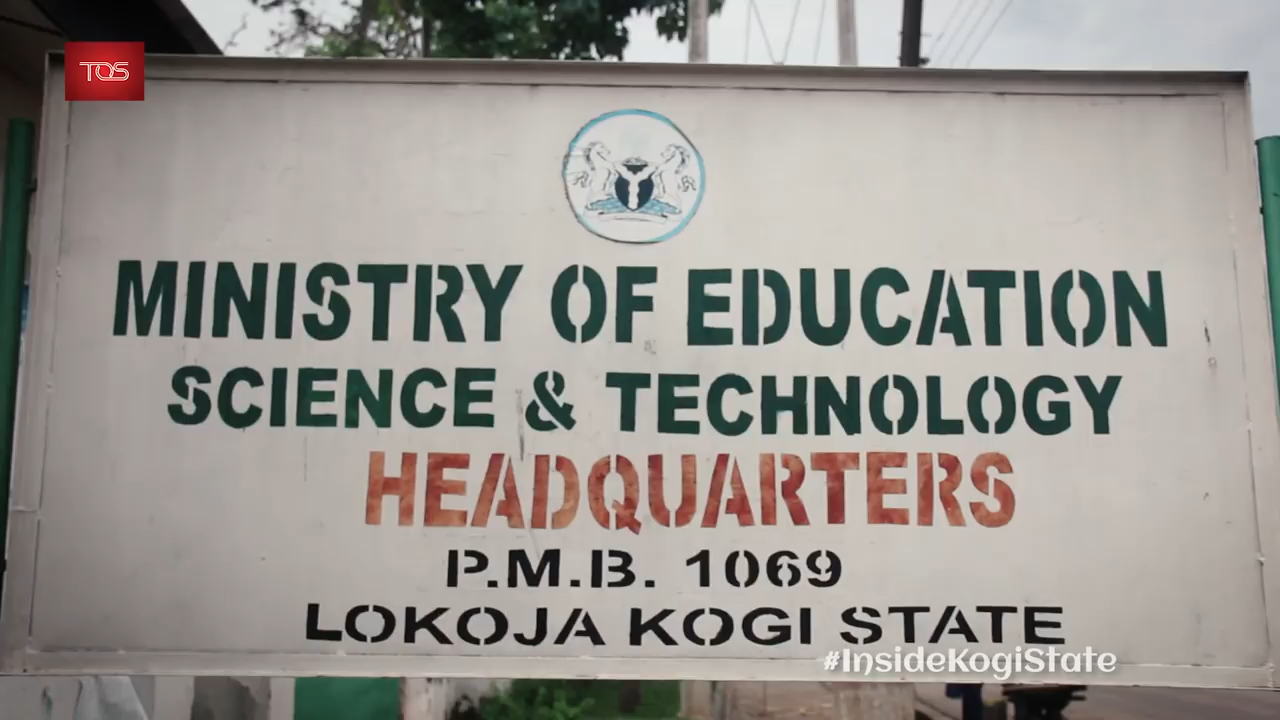 TOS
MINISTRY OF EDUCATION
SCIENCE & TECHNOLOGY
HEADQUARTERS
P.M.B. 1069
LOKOJA KOGI STATE
#InsideKogiState